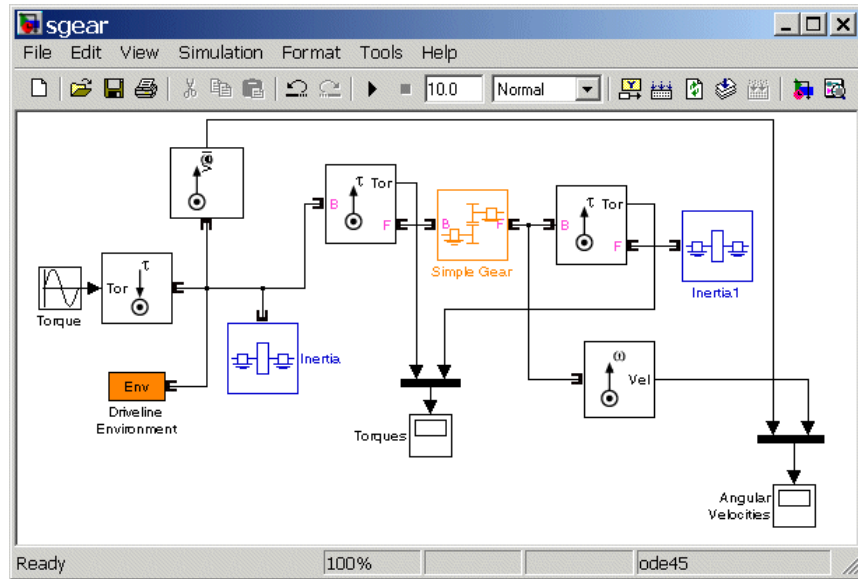 sgear
File Edit View Simulation Format Tools Help
10.0 Normal
ω Vel
τ Tor
B
F
B F
Simple Gear
τ Tor
B
F
Inertia1
Torque
Tor τ
Inertia
Env
Driveline
Environment
Torques
ω
Vel
Angular
Velocities
Ready 100% ode45